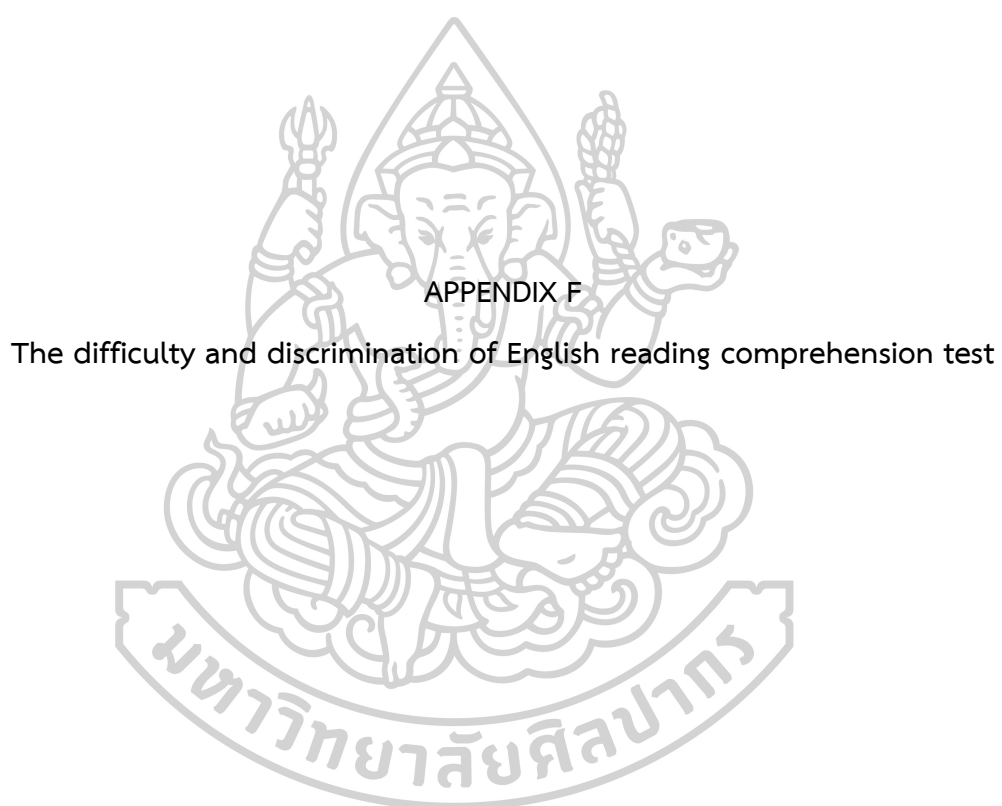 APPENDIX F
The difficulty and discrimination of English reading comprehension test
มหาวิทยาลัยศิลปากร